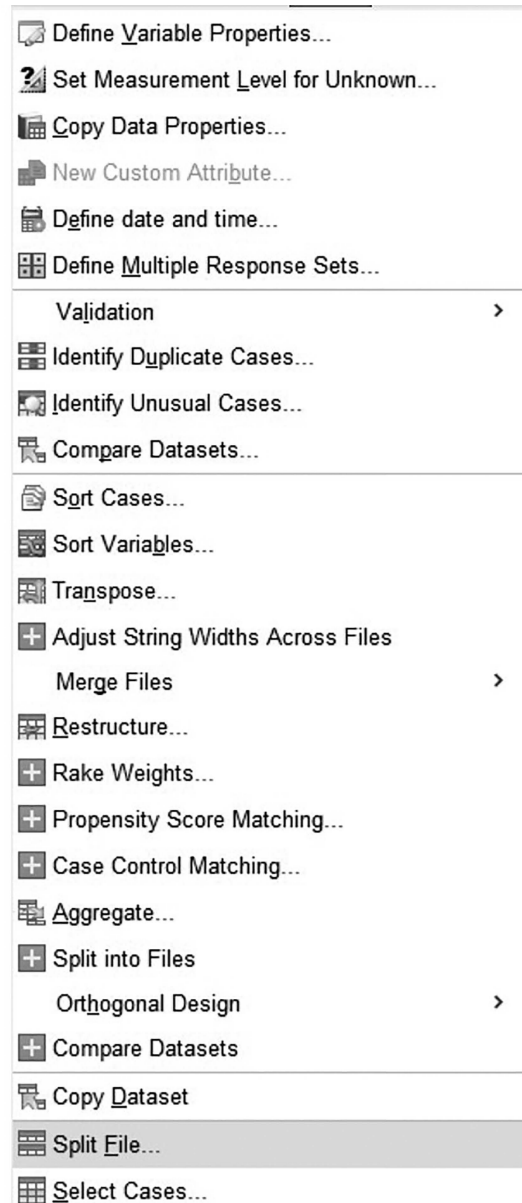 Define Variable Properties...
Set Measurement Level for Unknown...
Copy Data Properties...
New Custom Attribute...
Define date and time...
Define Multiple Response Sets...
Validation
Identify Duplicate Cases...
Identify Unusual Cases...
Compare Datasets...
Sort Cases...
Sort Variables...
Transpose...
Adjust String Widths Across Files
Merge Files
Restructure...
Rake Weights...
Propensity Score Matching...
Case Control Matching...
Aggregate...
Split into Files
Orthogonal Design
Compare Datasets
Copy Dataset
Split File...
Select Cases...